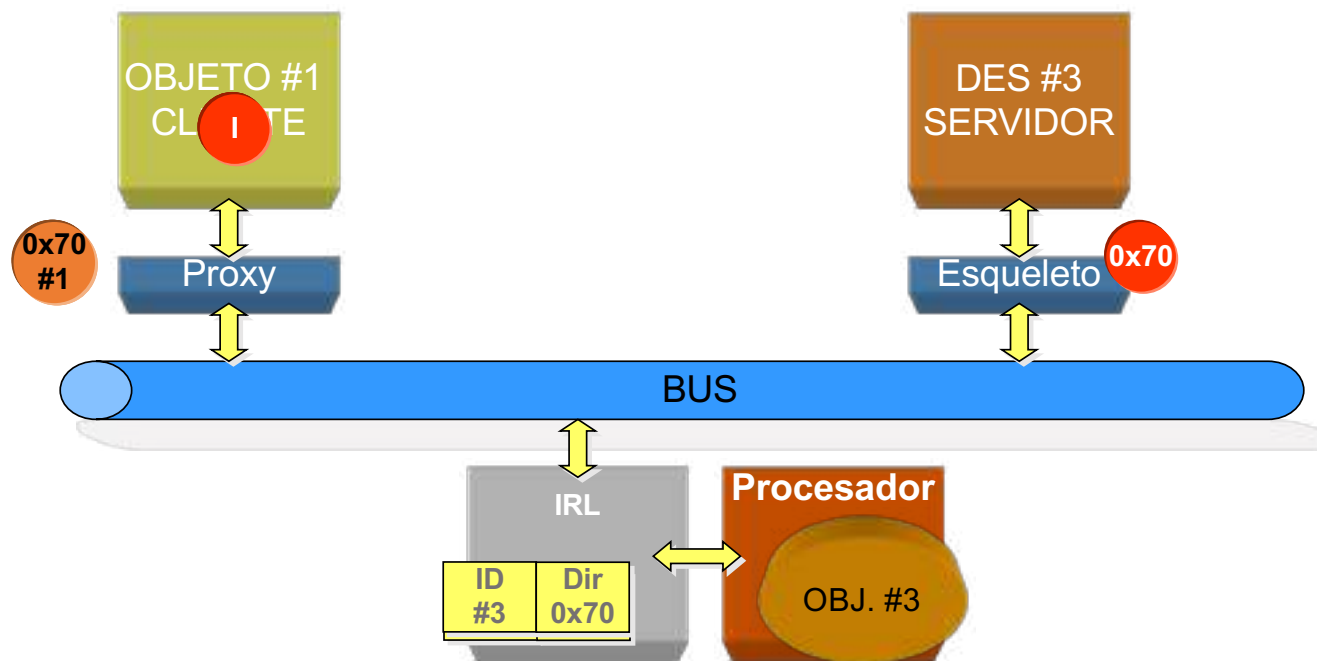 OBJETO #1
CL
TE
I
DES #3
SERVIDOR
0x70
#1
Proxy
Esqueleto
0x70
BUS
IRL
Procesador
ID
#3
Dir
0x70
OBJ. #3